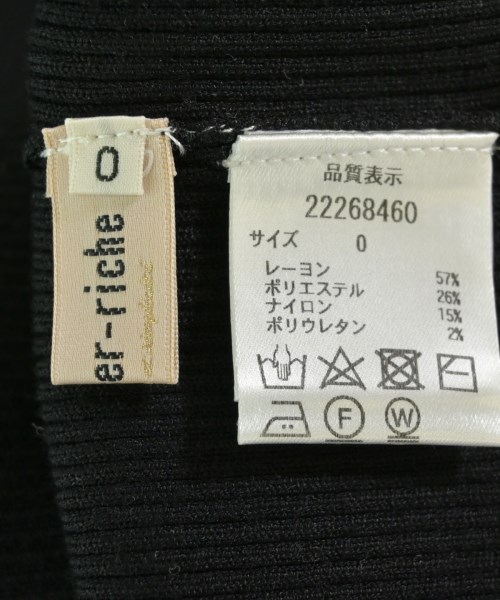 0
er-riche
品質表示
22268460
サイズ 0
レーヨン 57%
ポリエステル 26%
ナイロン 15%
ポリウレタン 2%
F
W